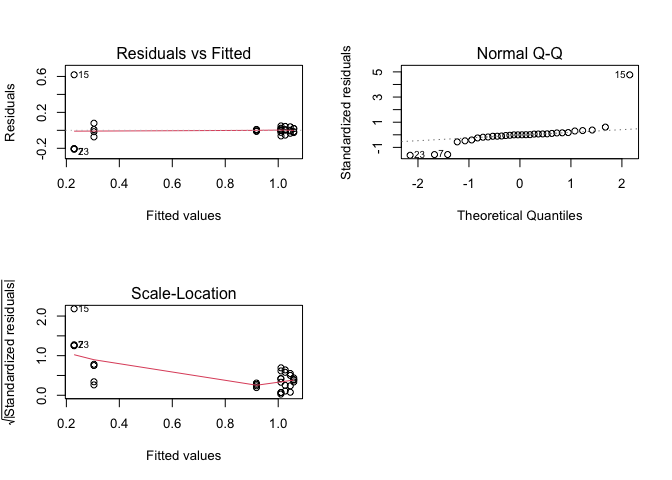 Residuals vs Fitted
Residuals
0.6
0.2
-0.2
15
7
23
0.2 0.4 0.6 0.8 1.0
Fitted values
Normal Q-Q
Standardized residuals
5
3
1
-1
15
23
7
-2 -1 0 1 2
Theoretical Quantiles
Scale-Location
√|Standardized residuals|
2.0
1.0
0.0
15
7
23
0.2 0.4 0.6 0.8 1.0
Fitted values